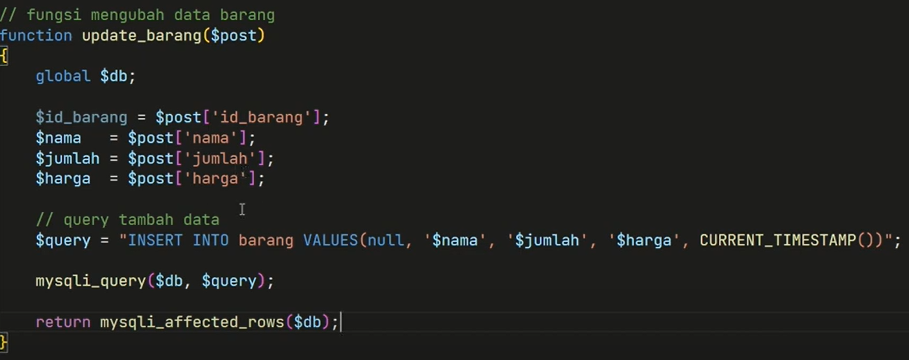 // fungsi mengubah data barang
function update_barang($post)
{
    global $db;
    $id_barang = $post['id_barang'];
    $nama   = $post['nama'];
    $jumlah = $post['jumlah'];
    $harga  = $post['harga'];
    // query tambah data
    $query = "INSERT INTO barang VALUES(null, '$nama', '$jumlah', '$harga', CURRENT_TIMESTAMP())";
    mysqli_query($db, $query);
    return mysqli_affected_rows($db);
}